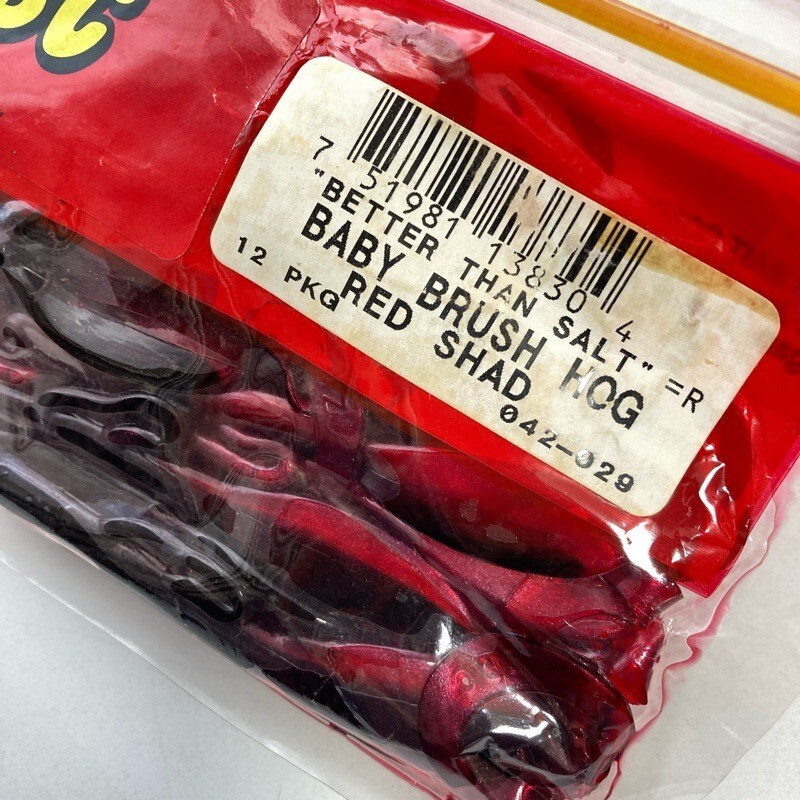 7 51981 13830 4
"BETTER THAN SALT" =R
BABY BRUSH HOG
12 PKG RED SHAD
042-029